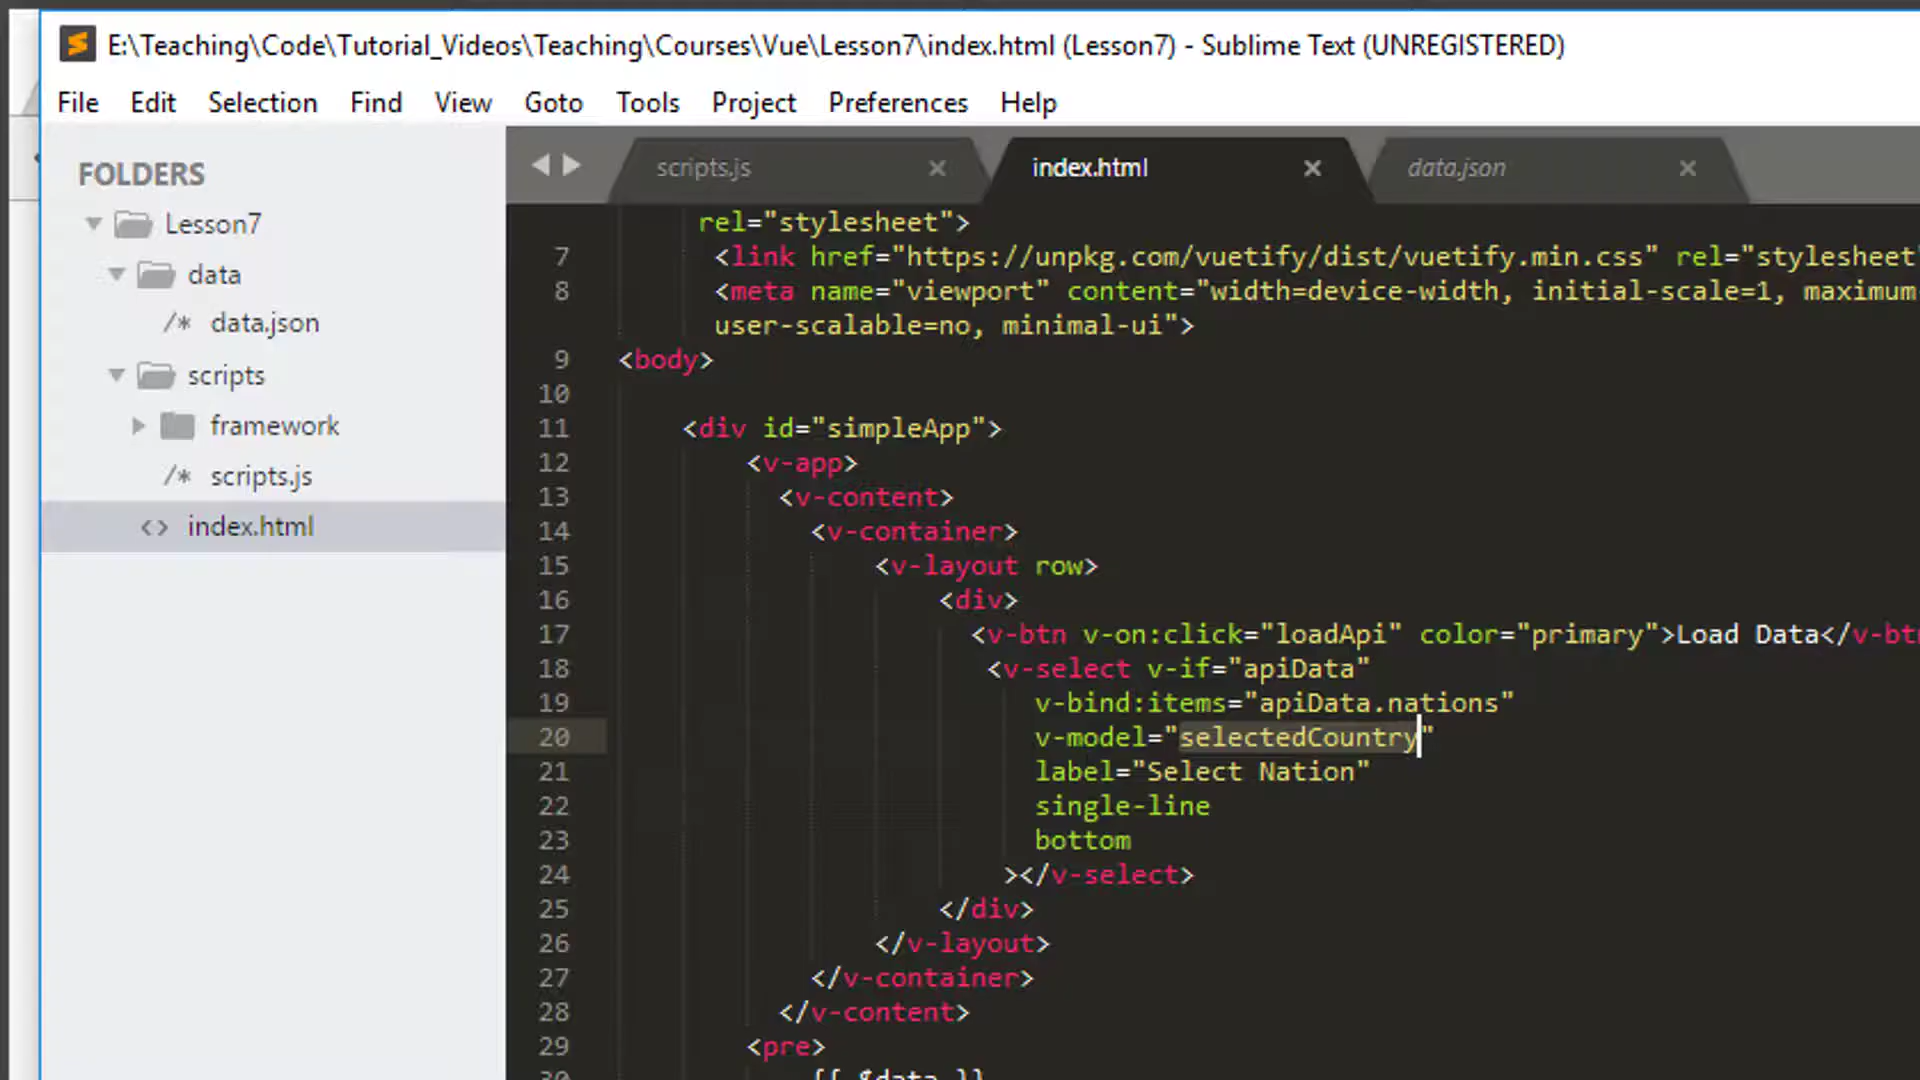 E:\Teaching\Code\Tutorial_Videos\Teaching\Courses\Vue\Lesson7\index.html (Lesson7) - Sublime Text (UNREGISTERED)
File Edit Selection Find View Goto Tools Project Preferences Help
FOLDERS
Lesson7
data
/* data.json
scripts
framework
/* scripts.js
<> index.html
scripts.js × index.html × data.json ×
rel="stylesheet">
7 <link href="https://unpkg.com/vuetify/dist/vuetify.min.css" rel="stylesheet"
8 <meta name="viewport" content="width=device-width, initial-scale=1, maximum-
user-scalable=no, minimal-ui">
9 <body>
10
11 <div id="simpleApp">
12 <v-app>
13 <v-content>
14 <v-container>
15 <v-layout row>
16 <div>
17 <v-btn v-on:click="loadApi" color="primary">Load Data</v-btn
18 <v-select v-if="apiData"
19 v-bind:items="apiData.nations"
20 v-model="selectedCountry"
21 label="Select Nation"
22 single-line
23 bottom
24 ></v-select>
25 </div>
26 </v-layout>
27 </v-container>
28 </v-content>
29 <pre>
30 {{ $data }}